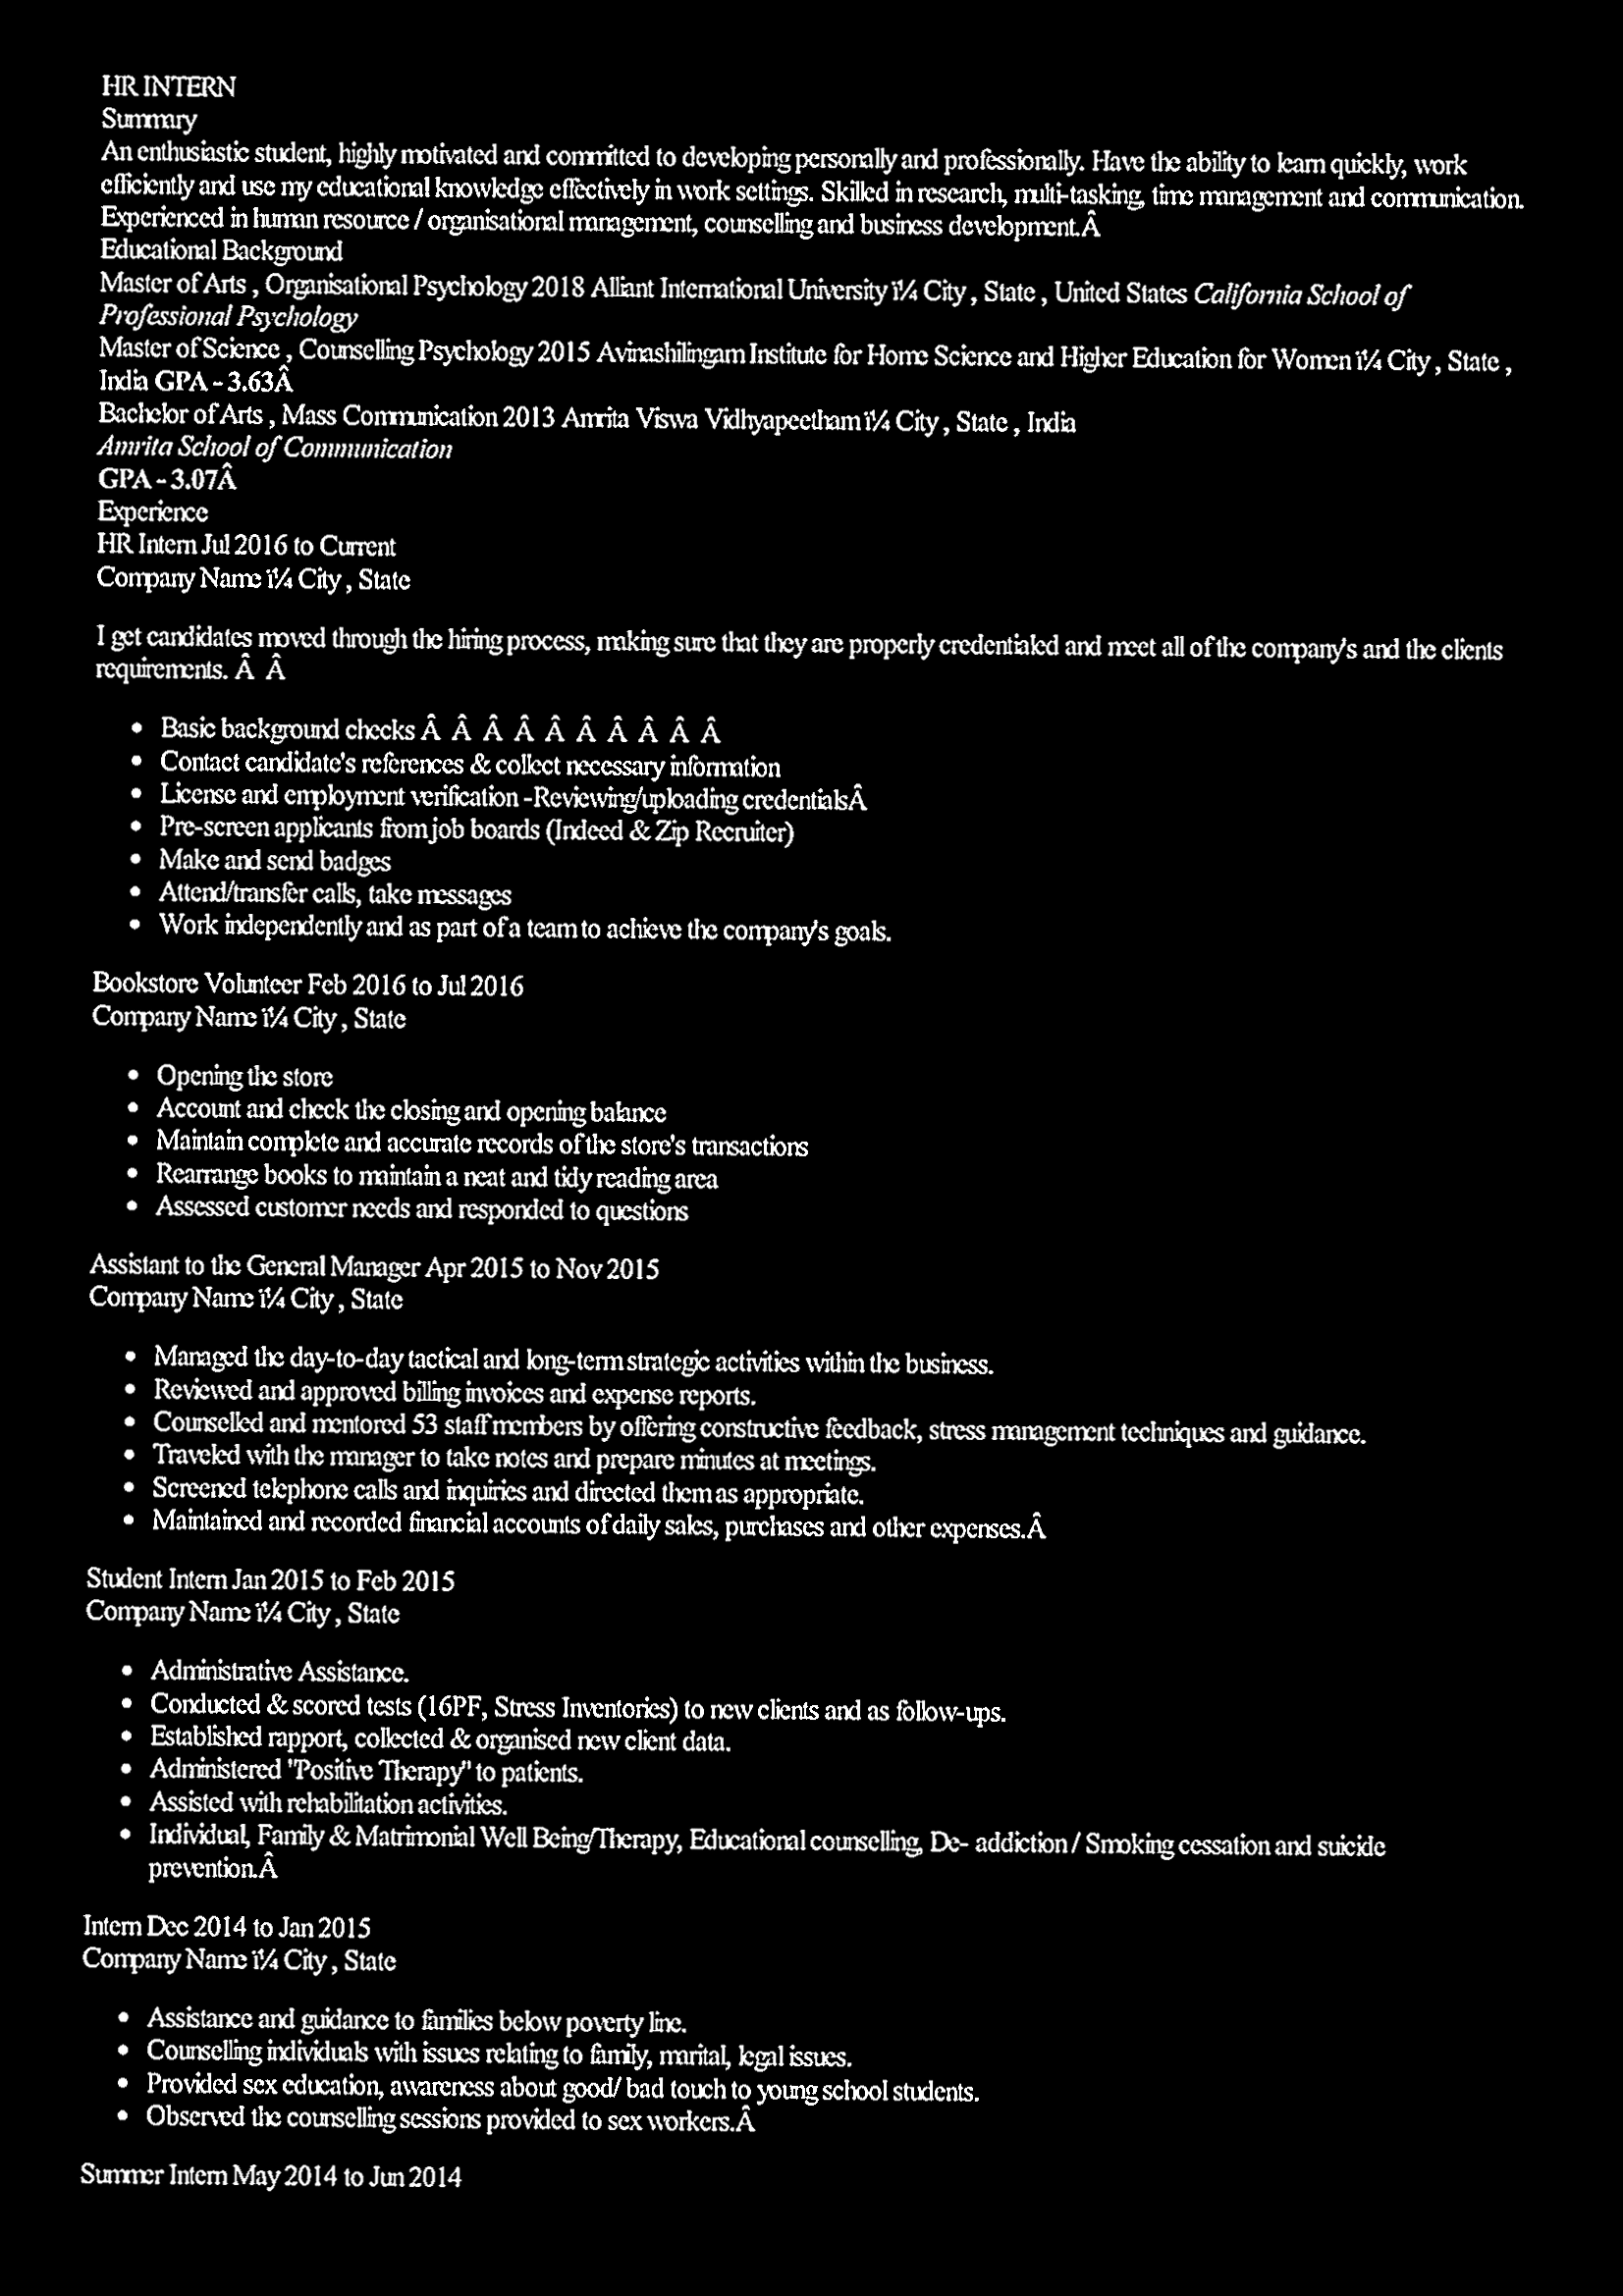 HR INTERN
Summary
An enthusiastic student, highly motivated and committed to developing personally and professionally. Have the ability to learn quickly, work
efficiently and use my educational knowledge effectively in work settings. Skilled in research, multi-tasking, time management and communication.
Experienced in human resource / organisational management, counselling and business development.Â
Educational Background
Master of Arts , Organisational Psychology 2018 Alliant International University ï¼ City , State , United States California School of
Professional Psychology
Master of Science , Counselling Psychology 2015 Avinashilingam Institute for Home Science and Higher Education for Women ï¼ City , State ,
India GPA - 3.63Â
Bachelor of Arts , Mass Communication 2013 Amrita Viswa Vidhyapeetham ï¼ City , State , India
Amrita School of Communication
GPA - 3.07Â
Experience
HR Intern Jul 2016 to Current
Company Name ï¼ City , State
I get candidates moved through the hiring process, making sure that they are properly credentialed and meet all of the company's and the clients
requirements. Â Â
• Basic background checks Â Â Â Â Â Â Â Â Â Â
• Contact candidate's references & collect necessary information
• License and employment verification -Reviewing/uploading credentialsÂ
• Pre-screen applicants from job boards (Indeed & Zip Recruiter)
• Make and send badges
• Attend/transfer calls, take messages
• Work independently and as part of a team to achieve the company's goals.
Bookstore Volunteer Feb 2016 to Jul 2016
Company Name ï¼ City , State
• Opening the store
• Account and check the closing and opening balance
• Maintain complete and accurate records of the store's transactions
• Rearrange books to maintain a neat and tidy reading area
• Assessed customer needs and responded to questions
Assistant to the General Manager Apr 2015 to Nov 2015
Company Name ï¼ City , State
• Managed the day-to-day tactical and long-term strategic activities within the business.
• Reviewed and approved billing invoices and expense reports.
• Counselled and mentored 53 staff members by offering constructive feedback, stress management techniques and guidance.
• Traveled with the manager to take notes and prepare minutes at meetings.
• Screened telephone calls and inquiries and directed them as appropriate.
• Maintained and recorded financial accounts of daily sales, purchases and other expenses.Â
Student Intern Jan 2015 to Feb 2015
Company Name ï¼ City , State
• Administrative Assistance.
• Conducted & scored tests (16PF, Stress Inventories) to new clients and as follow-ups.
• Established rapport, collected & organised new client data.
• Administered "Positive Therapy" to patients.
• Assisted with rehabilitation activities.
• Individual, Family & Matrimonial Well Being/Therapy, Educational counselling, De- addiction / Smoking cessation and suicide
prevention.Â
Intern Dec 2014 to Jan 2015
Company Name ï¼ City , State
• Assistance and guidance to families below poverty line.
• Counselling individuals with issues relating to family, marital, legal issues.
• Provided sex education, awareness about good/ bad touch to young school students.
• Observed the counselling sessions provided to sex workers.Â
Summer Intern May 2014 to Jun 2014